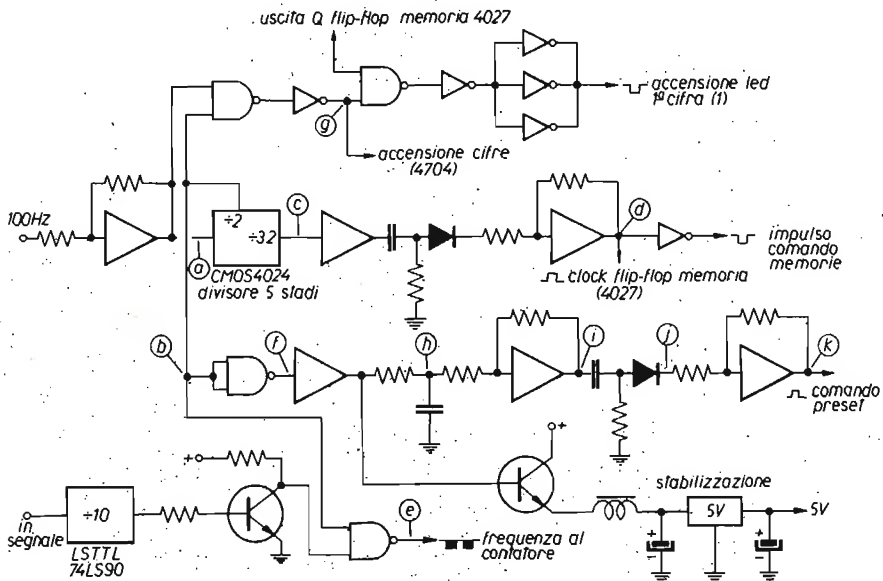 uscita Q flip-flop memoria 4027
accensione led
1ª cifra (1)
g
accensione cifre
(4704)
100Hz
÷2
÷32
c
a
CMOS4024
divisore 5 stadi
d
impulso
comando
memorie
clock flip-flop memoria
(4027)
b
f
h
i
j
k
comando
preset
+
+
in
segnale
÷10
LSTTL
74LS90
e
frequenza al
contatore
stabilizzazione
5V
5V
+
+